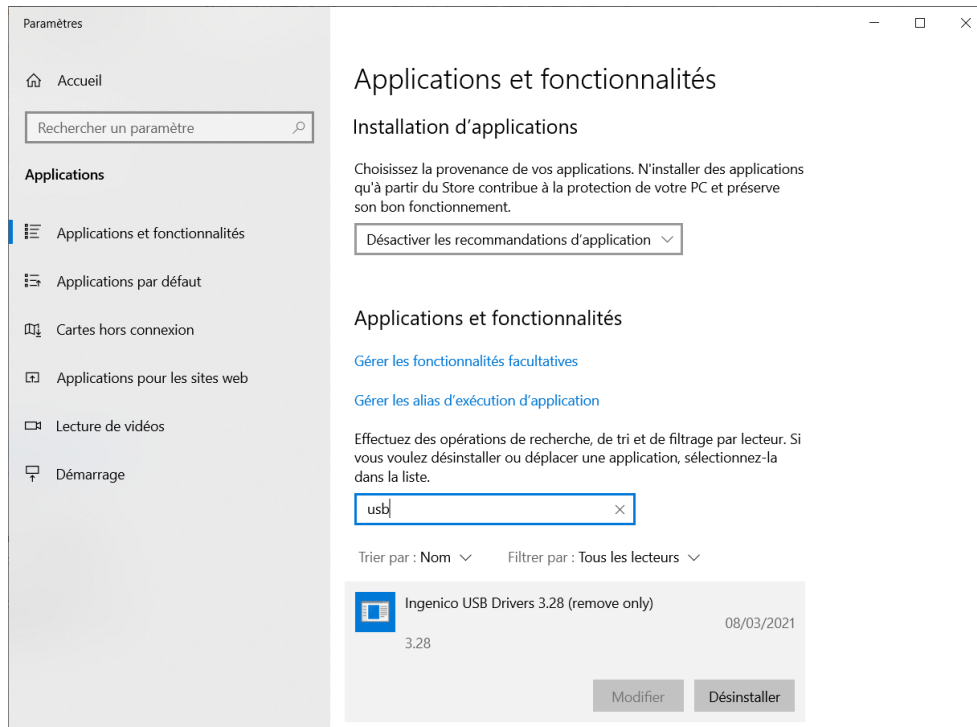 Paramètres
Accueil
Rechercher un paramètre
Applications
Applications et fonctionnalités
Applications par défaut
Cartes hors connexion
Applications pour les sites web
Lecture de vidéos
Démarrage
Applications et fonctionnalités
Installation d'applications
Choisissez la provenance de vos applications. N'installer des applications
qu'à partir du Store contribue à la protection de votre PC et préserve
son bon fonctionnement.
Désactiver les recommandations d'application
Applications et fonctionnalités
Gérer les fonctionnalités facultatives
Gérer les alias d'exécution d'application
Effectuez des opérations de recherche, de tri et de filtrage par lecteur. Si
vous voulez désinstaller ou déplacer une application, sélectionnez-la
dans la liste.
usb
Trier par : Nom Filtrer par : Tous les lecteurs
Ingenico USB Drivers 3.28 (remove only)
08/03/2021
3.28
Modifier Désinstaller